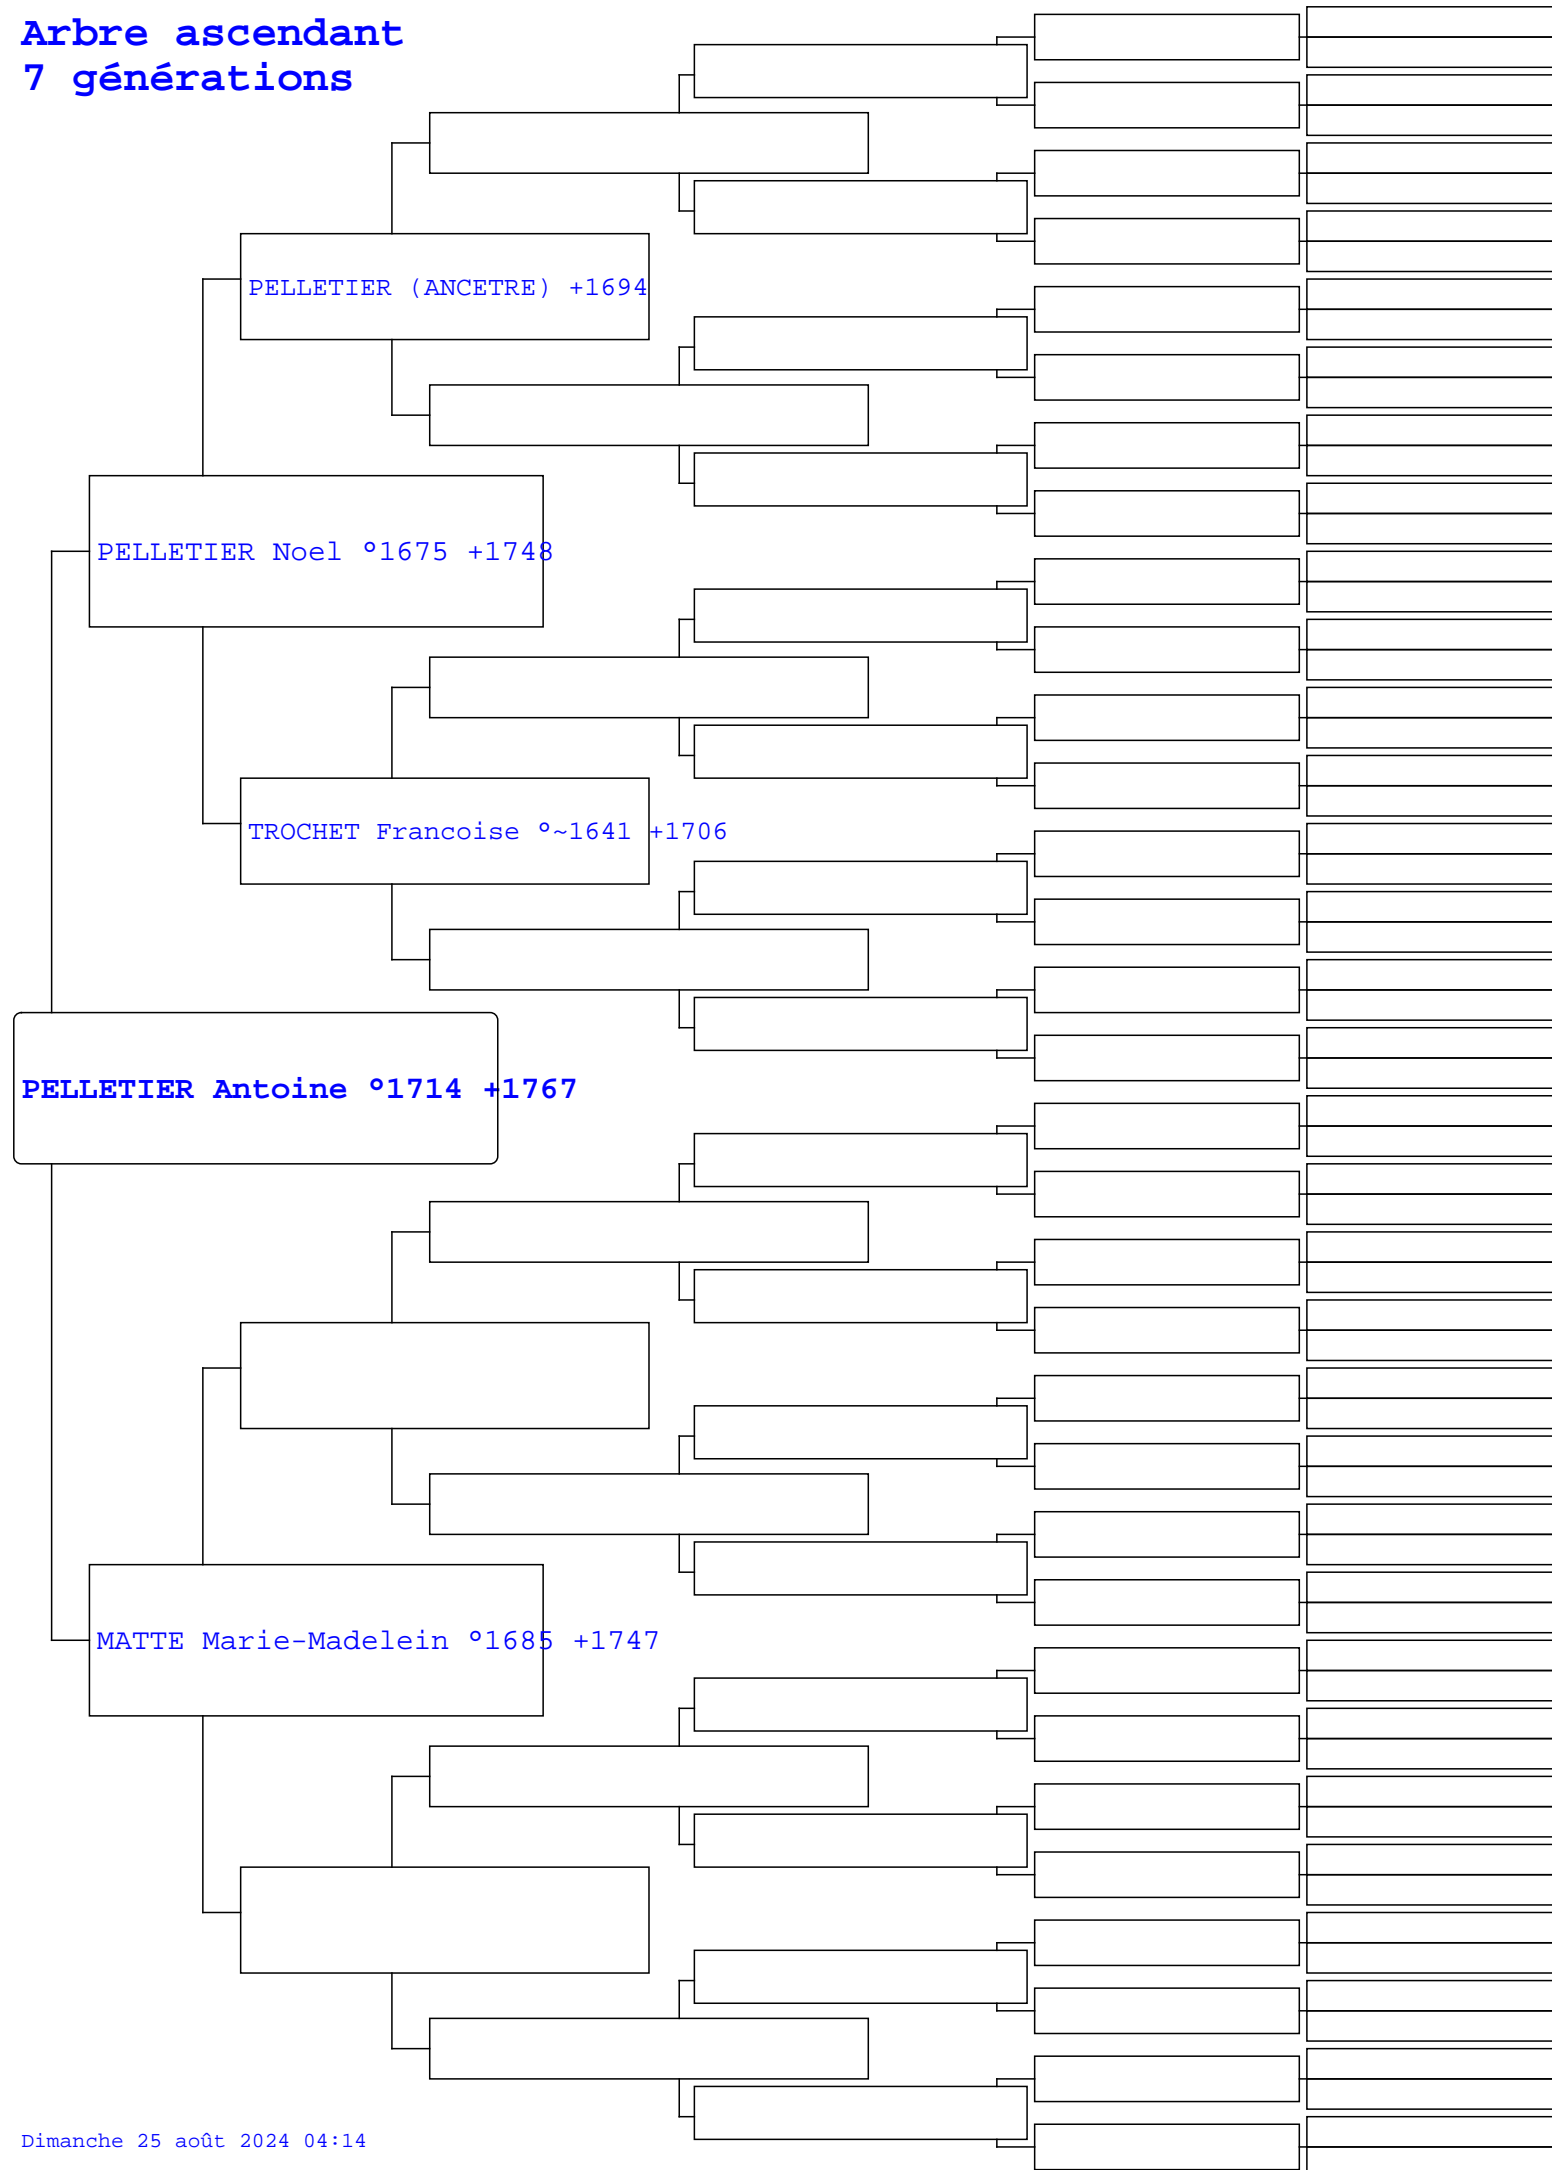 Arbre ascendant
7 générations
PELLETIER (ANCETRE) +1694
PELLETIER Noel °1675 +1748
TROCHET Francoise °~1641 +1706
PELLETIER Antoine °1714 +1767
MATTE Marie-Madelein °1685 +1747
Dimanche 25 août 2024 04:14